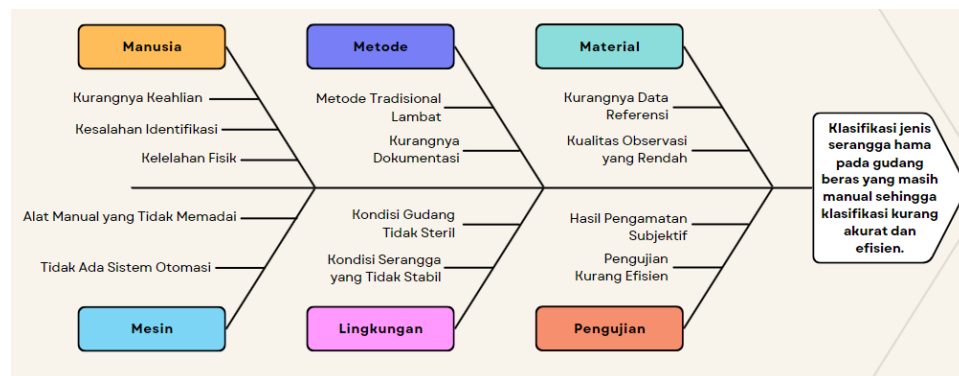 Manusia
Metode
Material
Kurangnya Keahlian
Kesalahan Identifikasi
Kelelahan Fisik
Metode Tradisional
Lambat
Kurangnya
Dokumentasi
Kurangnya Data
Referensi
Kualitas Observasi
yang Rendah
Klasifikasi jenis
serangga hama
pada gudang
beras yang masih
manual sehingga
klasifikasi kurang
akurat dan
efisien.
Alat Manual yang Tidak Memadai
Tidak Ada Sistem Otomasi
Kondisi Gudang
Tidak Steril
Kondisi Serangga
yang Tidak Stabil
Hasil Pengamatan
Subjektif
Pengujian
Kurang Efisien
Mesin
Lingkungan
Pengujian